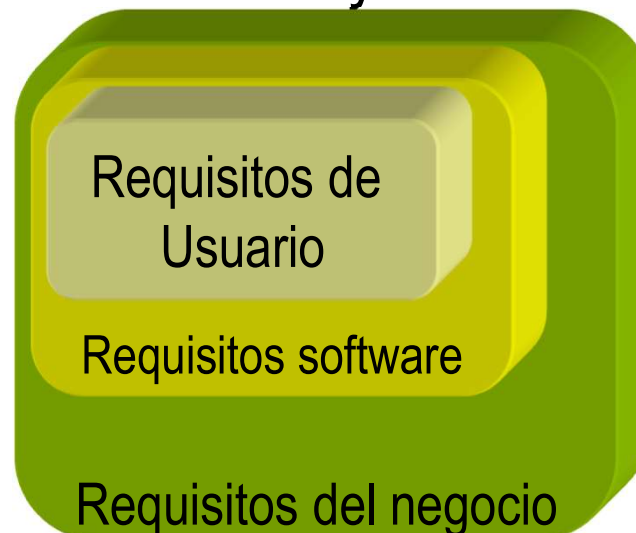 y
Requisitos de
Usuario
Requisitos software
Requisitos del negocio